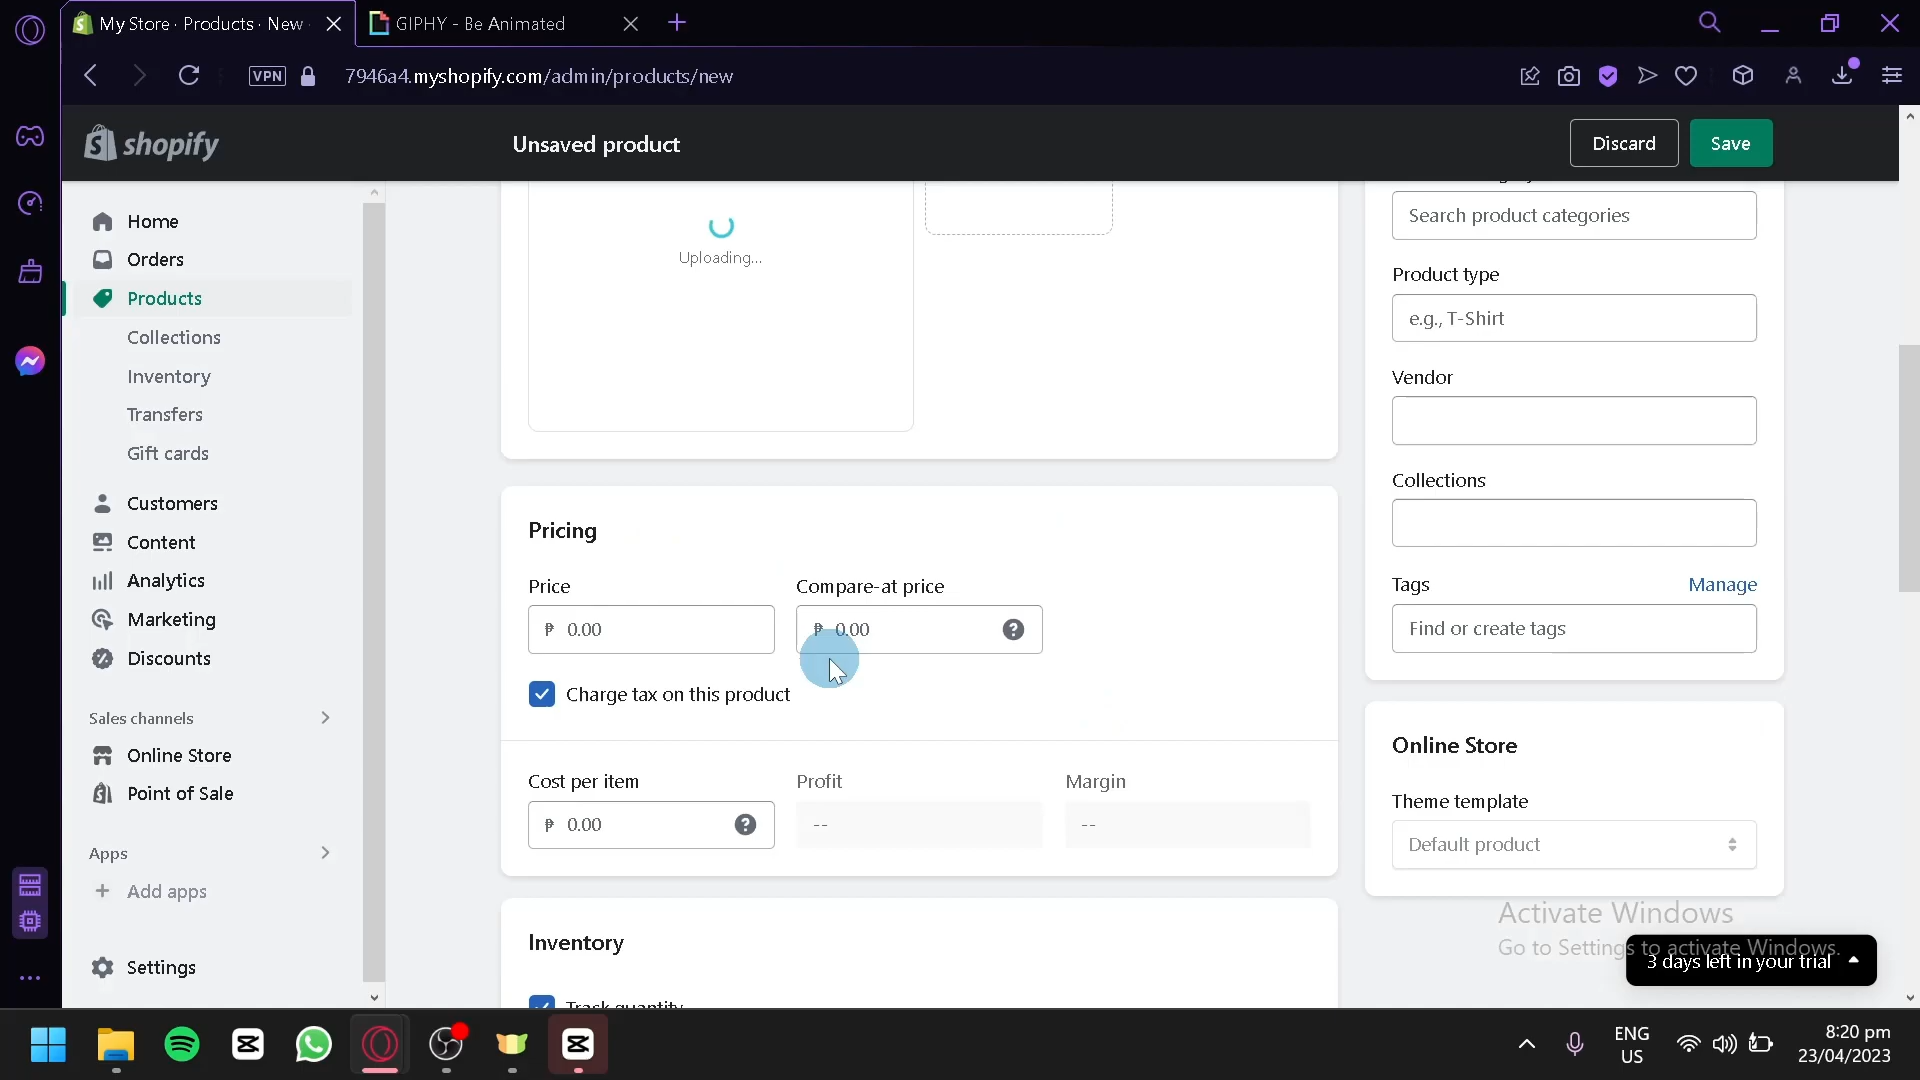 My Store · Products · New
GIPHY - Be Animated
VPN
7946a4.myshopify.com/admin/products/new
shopify
Unsaved product
Discard
Save
Home
Orders
Products
Collections
Inventory
Transfers
Gift cards
Customers
Content
Analytics
Marketing
Discounts
Sales channels
Online Store
Point of Sale
Apps
Add apps
Settings
Uploading...
Pricing
Price
Compare-at price
₱ 0.00
₱ 0.00
Charge tax on this product
Cost per item
Profit
Margin
₱ 0.00
--
--
Inventory
Track quantity
Search product categories
Product type
e.g., T-Shirt
Vendor
Collections
Tags
Manage
Find or create tags
Online Store
Theme template
Default product
Activate Windows
Go to Settings to activate Windows.
3 days left in your trial
ENG
US
8:20 pm
23/04/2023